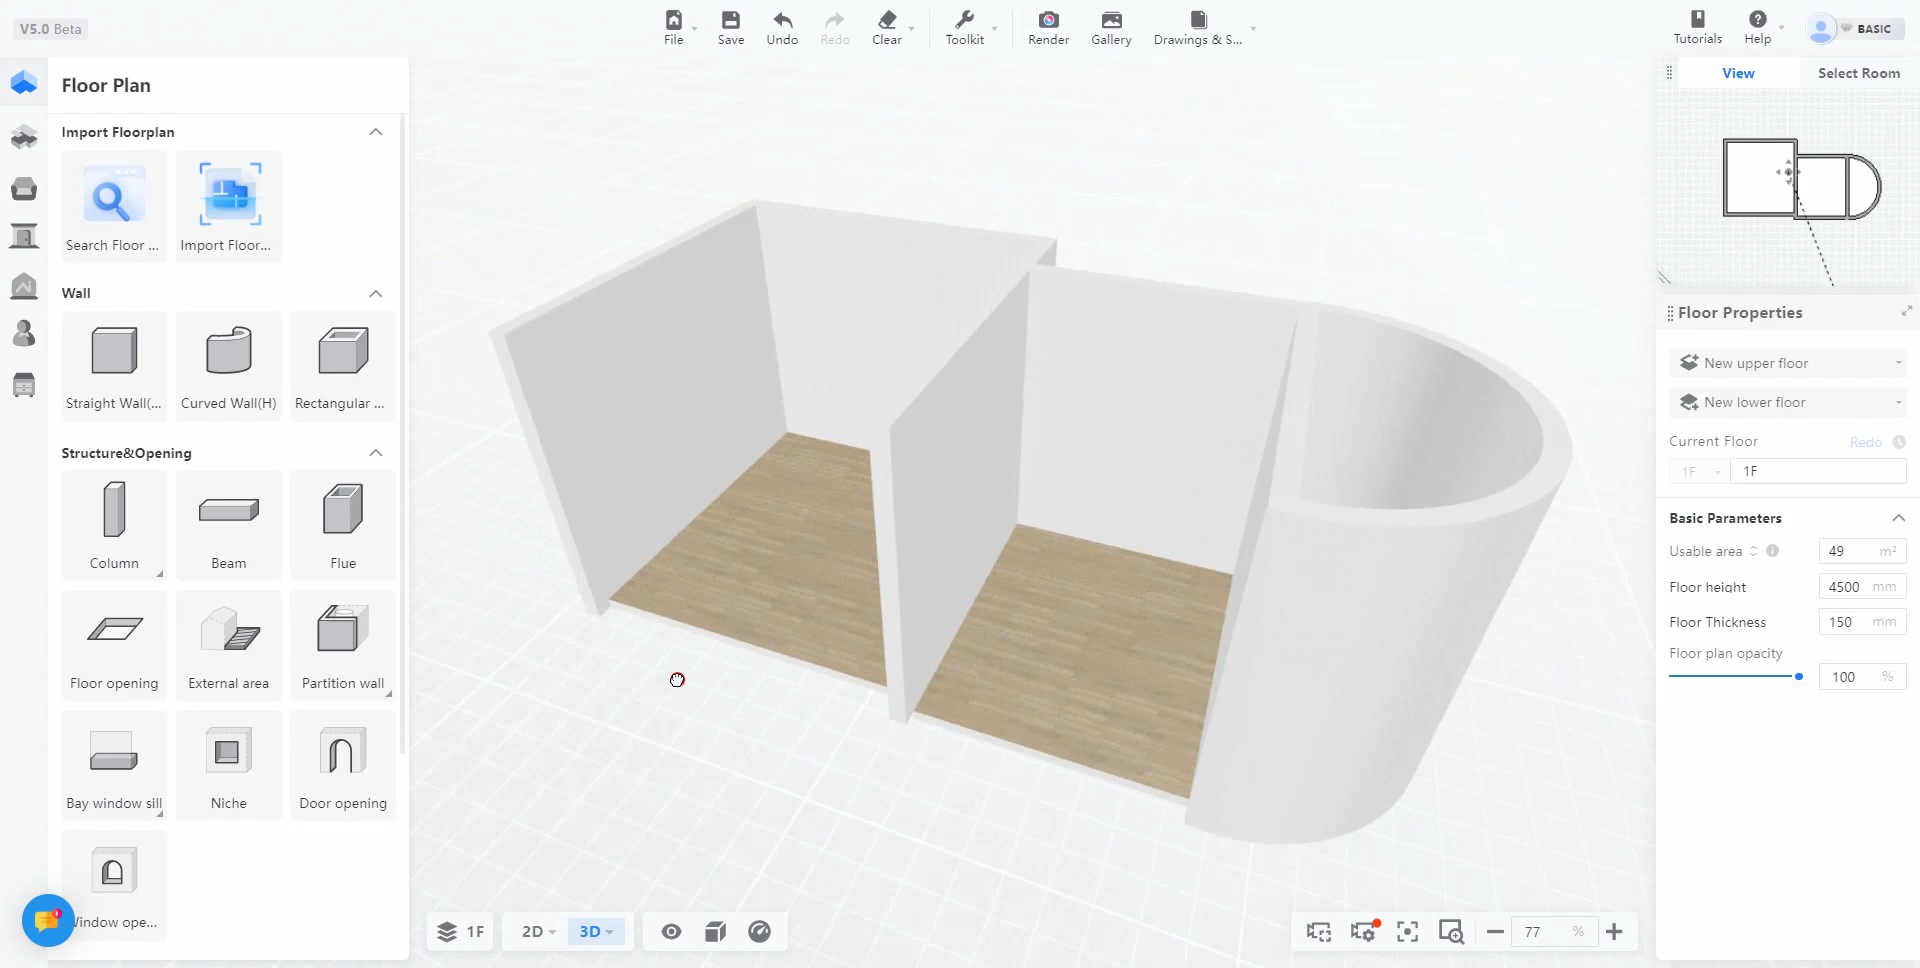 V5.0 Beta
File
Save
Undo
Redo
Clear
Toolkit
Render
Gallery
Drawings & S...
Tutorials
Help
BASIC
Floor Plan
Import Floorplan
Search Floor ...
Import Floor...
Wall
Straight Wall(...
Curved Wall(H)
Rectangular ...
Structure&Opening
Column
Beam
Flue
Floor opening
External area
Partition wall
Bay window sill
Niche
Door opening
Window ope...
1F
2D
3D
77 %
View
Select Room
Floor Properties
New upper floor
New lower floor
Current Floor
Redo
1F
1F
Basic Parameters
Usable area
49 m²
Floor height
4500 mm
Floor Thickness
150 mm
Floor plan opacity
100 %